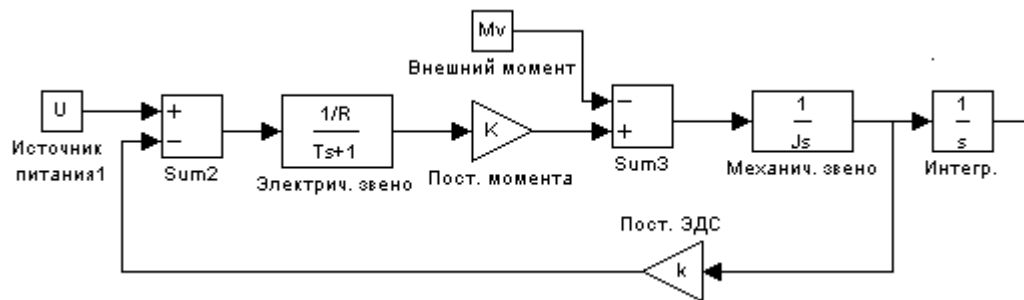 Mv
Внешний момент
U
Источник
питания1
+
−
Sum2
1/R
Ts+1
Электрич. звено
K
Пост. момента
−
+
Sum3
1
Js
Механич. звено
1
s
Интегр.
Пост. ЭДС
k